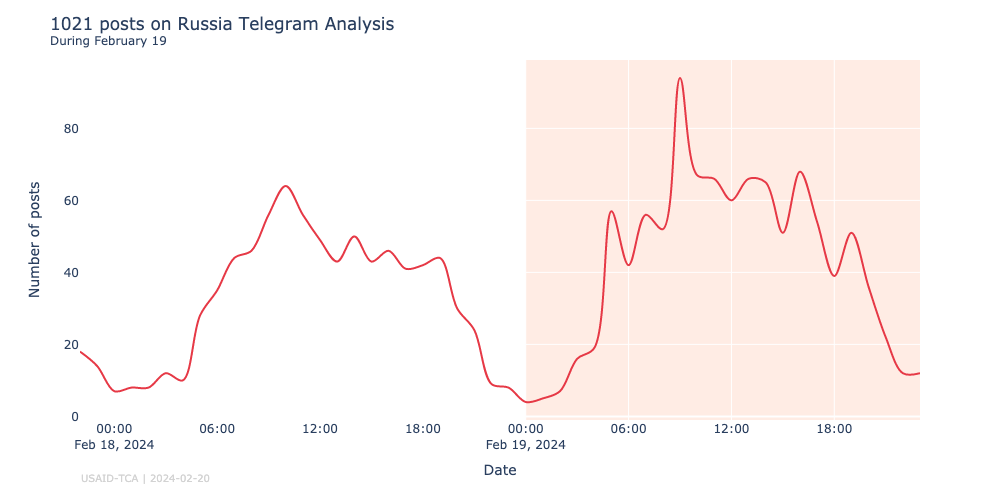 1021 posts on Russia Telegram Analysis
During February 19
Number of posts
80
60
40
20
0
00:00 06:00 12:00 18:00 00:00 06:00 12:00 18:00
Feb 18, 2024 Feb 19, 2024
Date
USAID-TCA | 2024-02-20